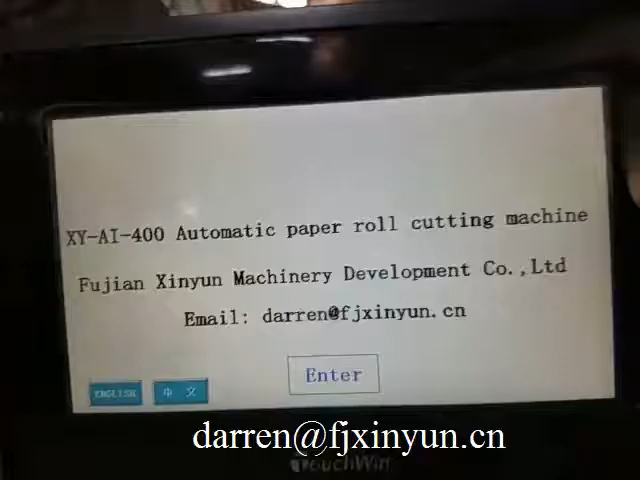 XY-AI-400 Automatic paper roll cutting machine
Fujian Xinyun Machinery Development Co.,Ltd
Email: darren@fjxinyun.cn
Enter
ENGLISH 中 文
darren@fjxinyun.cn
TouchWin